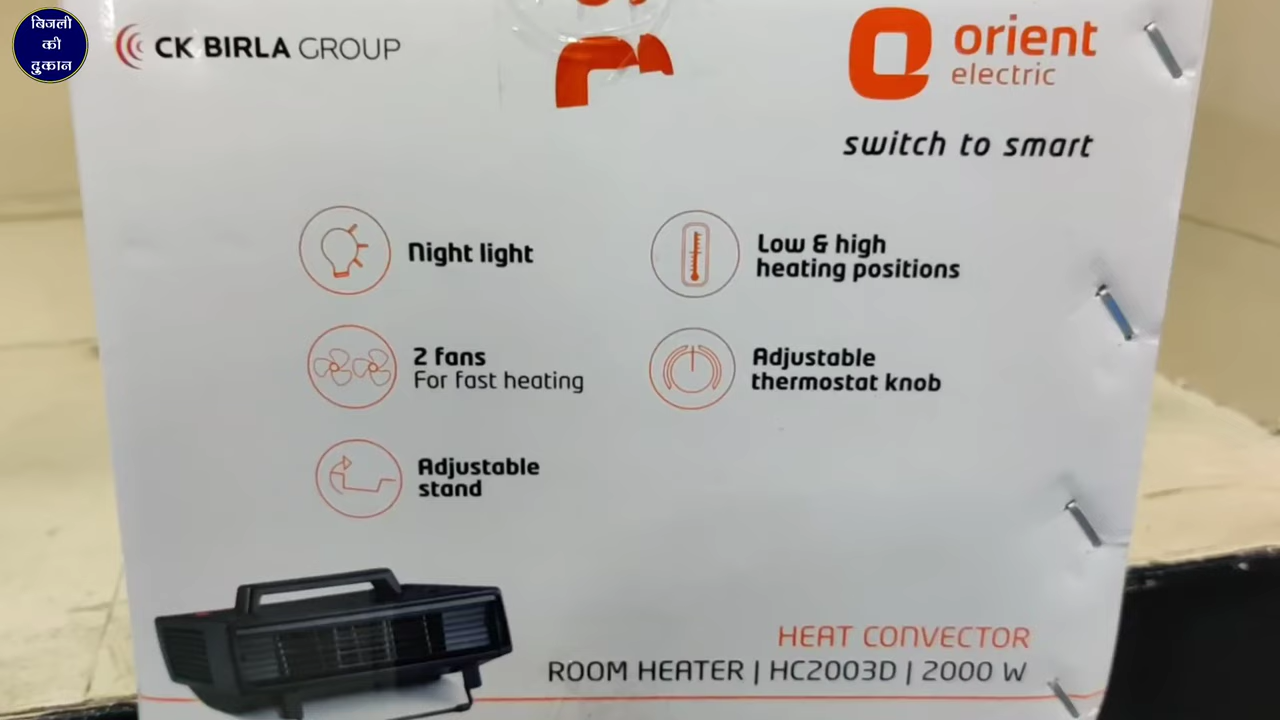 बिजली
की
दुकान
CK BIRLA GROUP
orient
electric
switch to smart
Night light
Low & high
heating positions
2 fans
For fast heating
Adjustable
thermostat knob
Adjustable
stand
HEAT CONVECTOR
ROOM HEATER | HC2003D | 2000 W